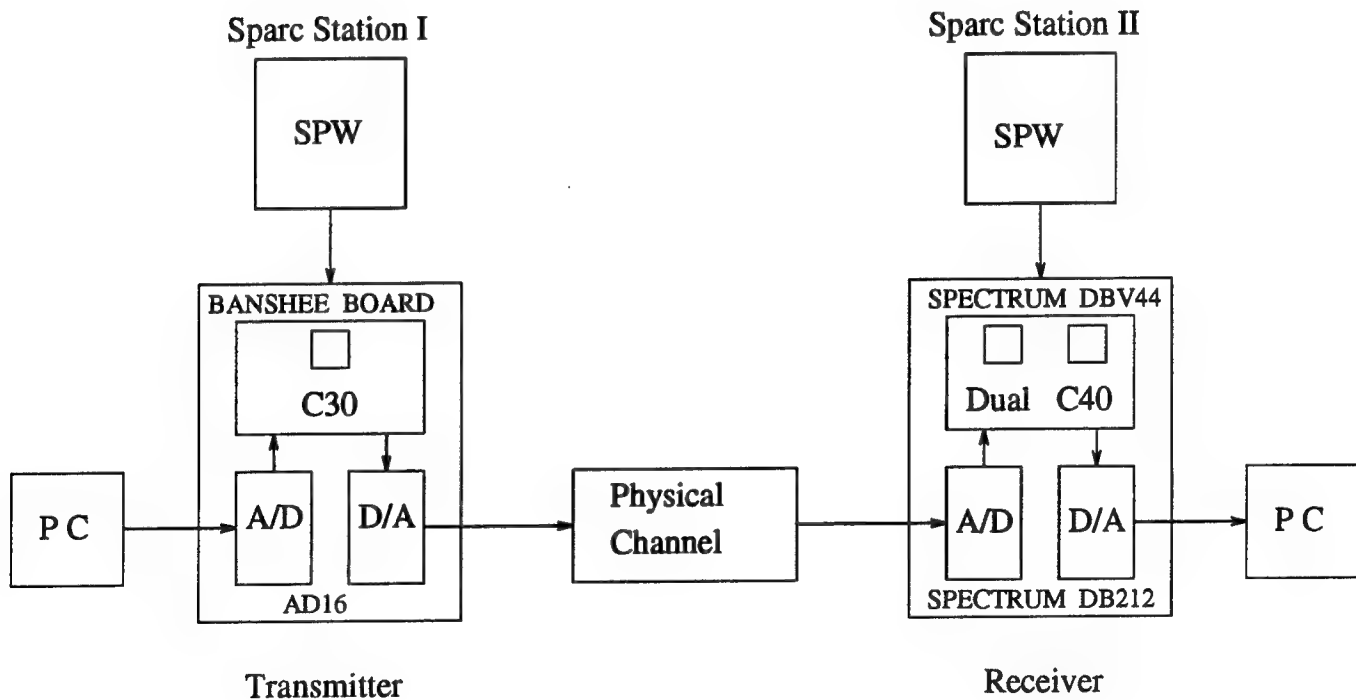 Sparc Station I
SPW
BANSHEE BOARD
C30
P C
A/D
D/A
AD16
Transmitter
Physical
Channel
Sparc Station II
SPW
SPECTRUM DBV44
Dual C40
A/D
D/A
SPECTRUM DB212
P C
Receiver